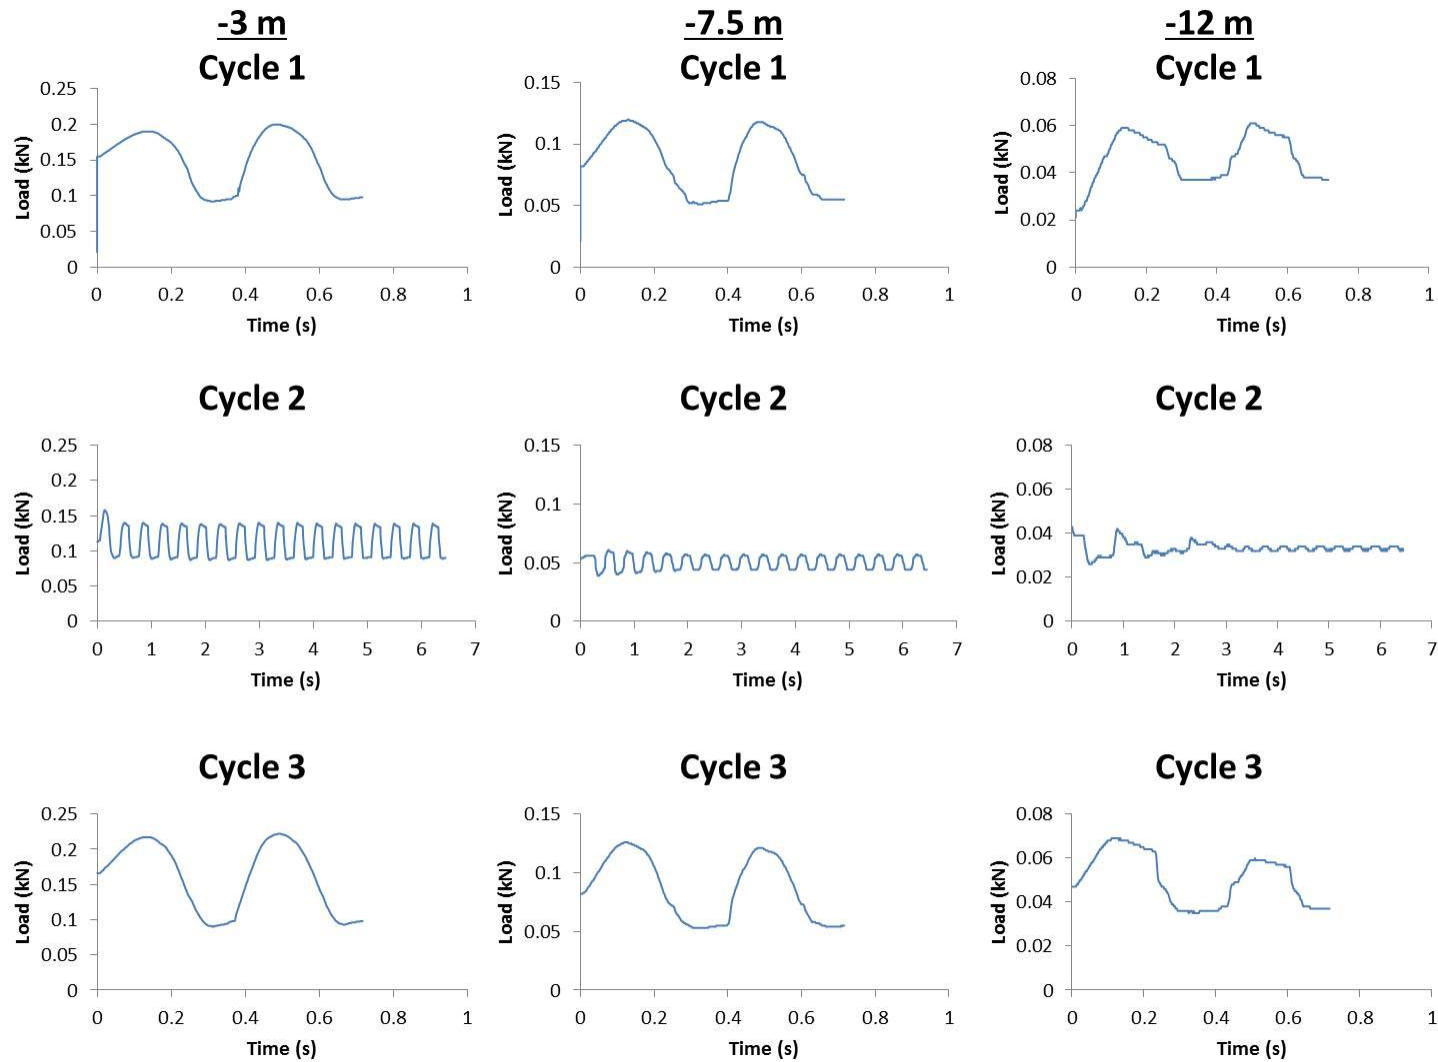 -3 m -7.5 m -12 m
Cycle 1 Cycle 1 Cycle 1
Load (kN)
0.25
0.2
0.15
0.1
0.05
0
0 0.2 0.4 0.6 0.8 1
Time (s)
Load (kN)
0.15
0.1
0.05
0
0 0.2 0.4 0.6 0.8 1
Time (s)
Load (kN)
0.08
0.06
0.04
0.02
0
0 0.2 0.4 0.6 0.8 1
Time (s)
Cycle 2 Cycle 2 Cycle 2
Load (kN)
0.25
0.2
0.15
0.1
0.05
0
0 1 2 3 4 5 6 7
Time (s)
Load (kN)
0.15
0.1
0.05
0
0 1 2 3 4 5 6 7
Time (s)
Load (kN)
0.08
0.06
0.04
0.02
0
0 1 2 3 4 5 6 7
Time (s)
Cycle 3 Cycle 3 Cycle 3
Load (kN)
0.25
0.2
0.15
0.1
0.05
0
0 0.2 0.4 0.6 0.8 1
Time (s)
Load (kN)
0.15
0.1
0.05
0
0 0.2 0.4 0.6 0.8 1
Time (s)
Load (kN)
0.08
0.06
0.04
0.02
0
0 0.2 0.4 0.6 0.8 1
Time (s)